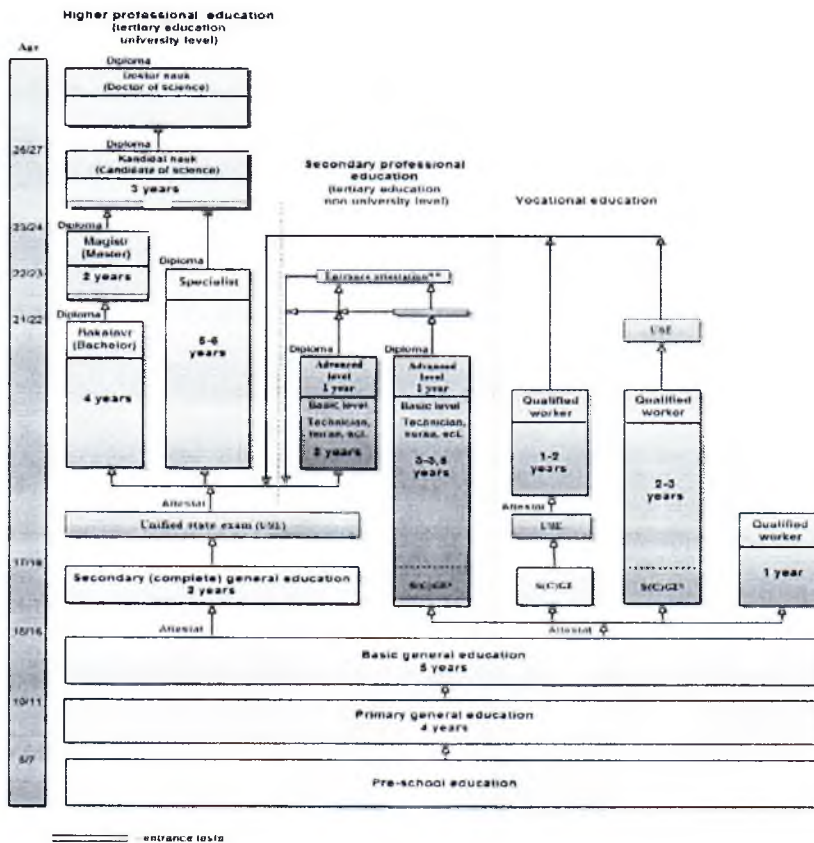 Higher professional education
(tertiary education
university level)
Age
Diploma
Doktor nauk
(Doctor of science)
Diploma
26/27
Kandidat nauk
(Candidate of science)
3 years
Secondary professional
education
(tertiary education
non university level)
Vocational education
23/24
Diploma
Magistr
(Master)
2 years
22/23
Diploma
Specialist
5-6
years
Entrance attestation**
21/22
Diploma
Bakalavr
(Bachelor)
4 years
USE
Diploma
Advanced
level
1 year
Basic level
Technician,
nurse, ect.
2 years
Diploma
Advanced
level
1 year
Basic level
Technician,
nurse, ect.
years
S(C)GE*
Qualified
worker
1-2
years
Attestat
USE
S(C)GE
Qualified
worker
2-3
years
S(C)GE*
Qualified
worker
1 year
Attestat
Unified state exam (USE)
17/18
Secondary (complete) general education
2 years
15/16
Attestat
Attestat
Basic general education
5 years
10/11
Primary general education
4 years
6/7
Pre-school education
entrance tests